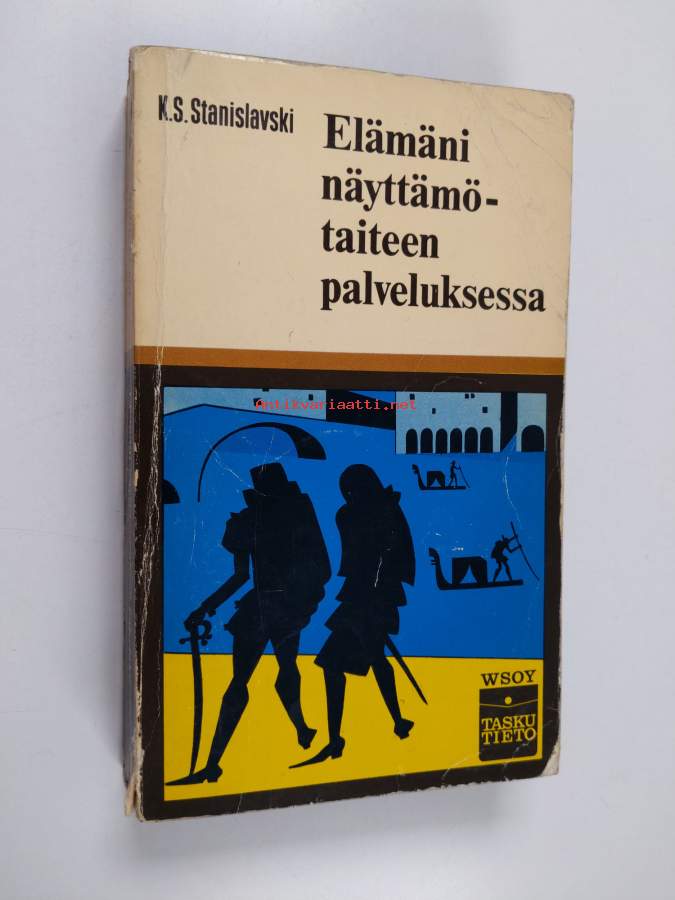 K.S. Stanislavski
Elämäni
näyttämö-
taiteen
palveluksessa
Antikvariaatti.net
WSOY
TASKU
TIETO